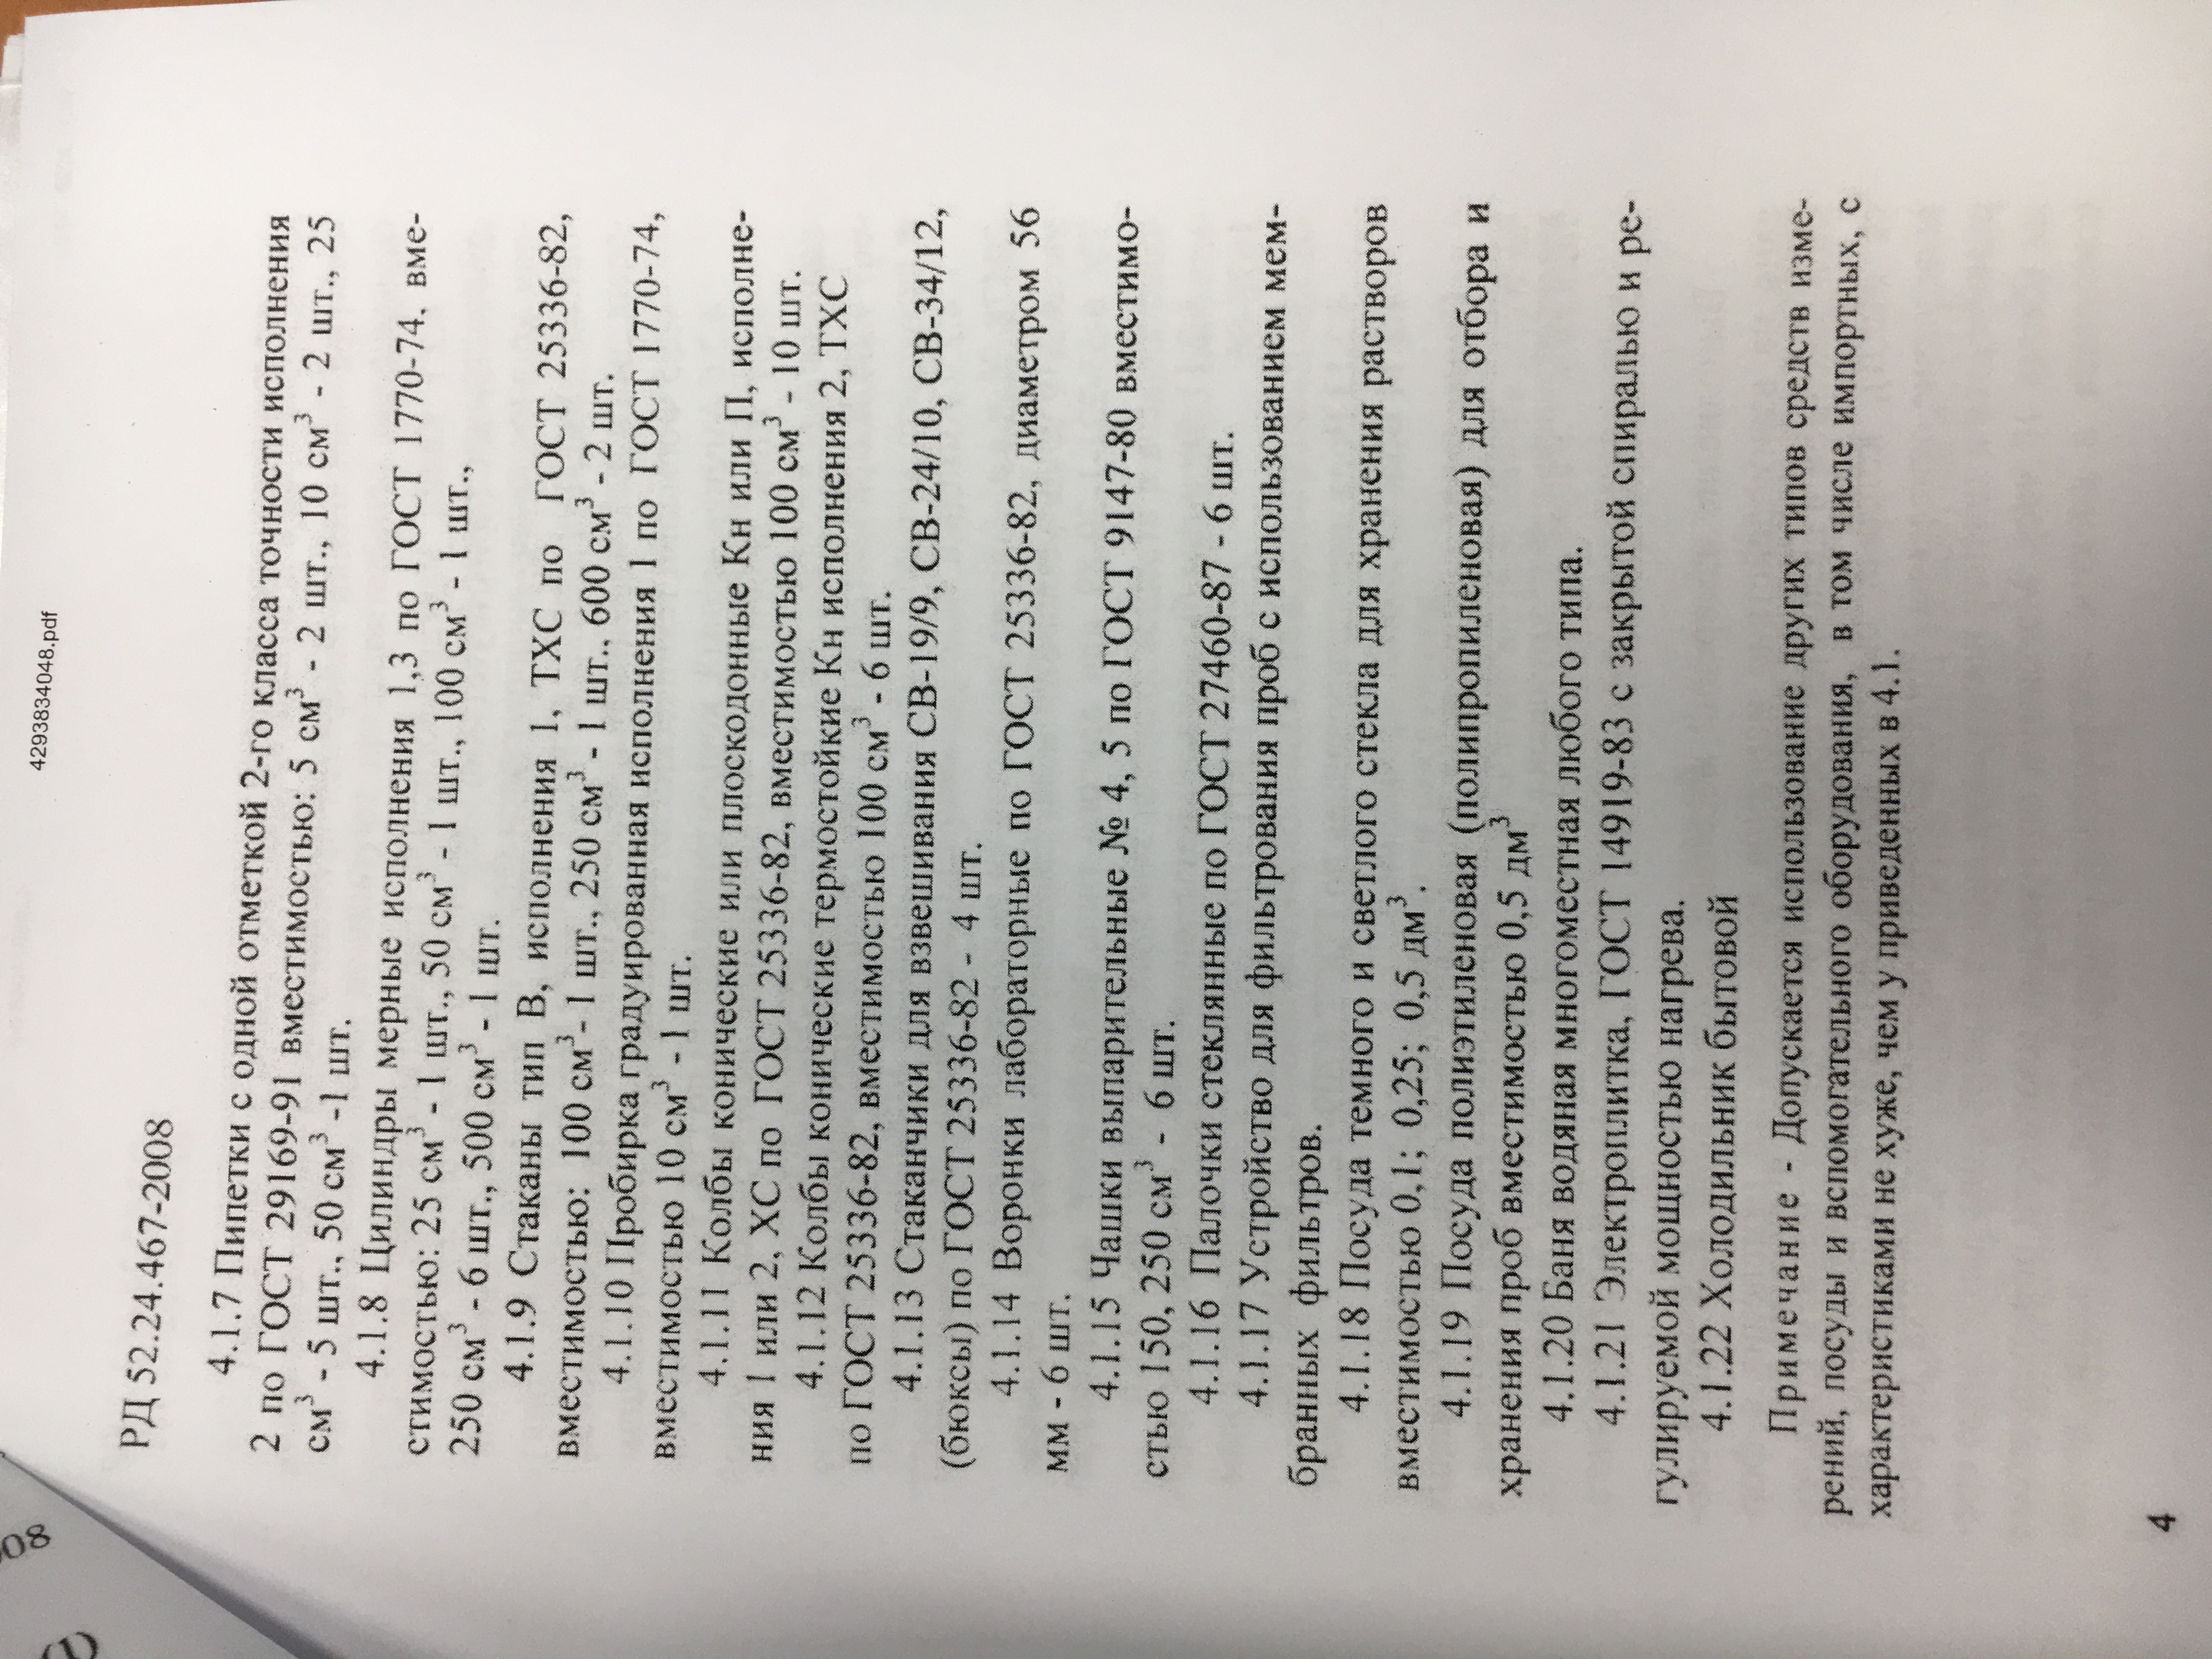 4293834048.pdf
РД 52.24.467-2008
4.1.7 Пипетки с одной отметкой 2-го класса точности исполнения
2 по ГОСТ 29169-91 вместимостью: 5 см³ - 2 шт., 10 см³ - 2 шт., 25
см³ - 5 шт., 50 см³ -1 шт.
4.1.8 Цилиндры мерные исполнения 1,3 по ГОСТ 1770-74. вме-
стимостью: 25 см³ - 1 шт., 50 см³ - 1 шт., 100 см³ - 1 шт.,
250 см³ - 6 шт., 500 см³ - 1 шт.
4.1.9 Стаканы тип В, исполнения 1, ТХС по ГОСТ 25336-82,
вместимостью: 100 см³- 1 шт., 250 см³ - 1 шт.. 600 см³ - 2 шт.
4.1.10 Пробирка градуированная исполнения 1 по ГОСТ 1770-74,
вместимостью 10 см³ - 1 шт.
4.1.11 Колбы конические или плоскодонные Кн или П, исполне-
ния 1 или 2, ХС по ГОСТ 25336-82, вместимостью 100 см³ - 10 шт.
4.1.12 Колбы конические термостойкие Кн исполнения 2, ТХС
по ГОСТ 25336-82, вместимостью 100 см³ - 6 шт.
4.1.13 Стаканчики для взвешивания СВ-19/9, СВ-24/10, СВ-34/12,
(бюксы) по ГОСТ 25336-82 - 4 шт.
4.1.14 Воронки лабораторные по ГОСТ 25336-82, диаметром 56
мм - 6 шт.
4.1.15 Чашки выпарительные № 4, 5 по ГОСТ 9147-80 вместимо-
стью 150, 250 см³ - 6 шт.
4.1.16 Палочки стеклянные по ГОСТ 27460-87 - 6 шт.
4.1.17 Устройство для фильтрования проб с использованием мем-
бранных фильтров.
4.1.18 Посуда темного и светлого стекла для хранения растворов
вместимостью 0,1; 0,25; 0,5 дм³.
4.1.19 Посуда полиэтиленовая (полипропиленовая) для отбора и
хранения проб вместимостью 0,5 дм³
4.1.20 Баня водяная многоместная любого типа.
4.1.21 Электроплитка, ГОСТ 14919-83 с закрытой спиралью и ре-
гулируемой мощностью нагрева.
4.1.22 Холодильник бытовой
Примечание - Допускается использование других типов средств изме-
рений, посуды и вспомогательного оборудования, в том числе импортных, с
характеристиками не хуже, чем у приведенных в 4.1.
4